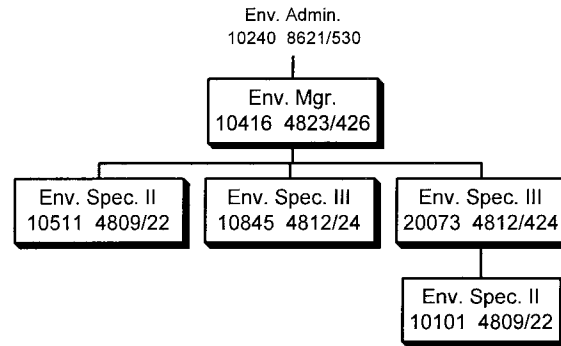 Env. Admin.
10240 8621/530
Env. Mgr.
10416 4823/426
Env. Spec. II
10511 4809/22
Env. Spec. III
10845 4812/24
Env. Spec. III
20073 4812/424
Env. Spec. II
10101 4809/22